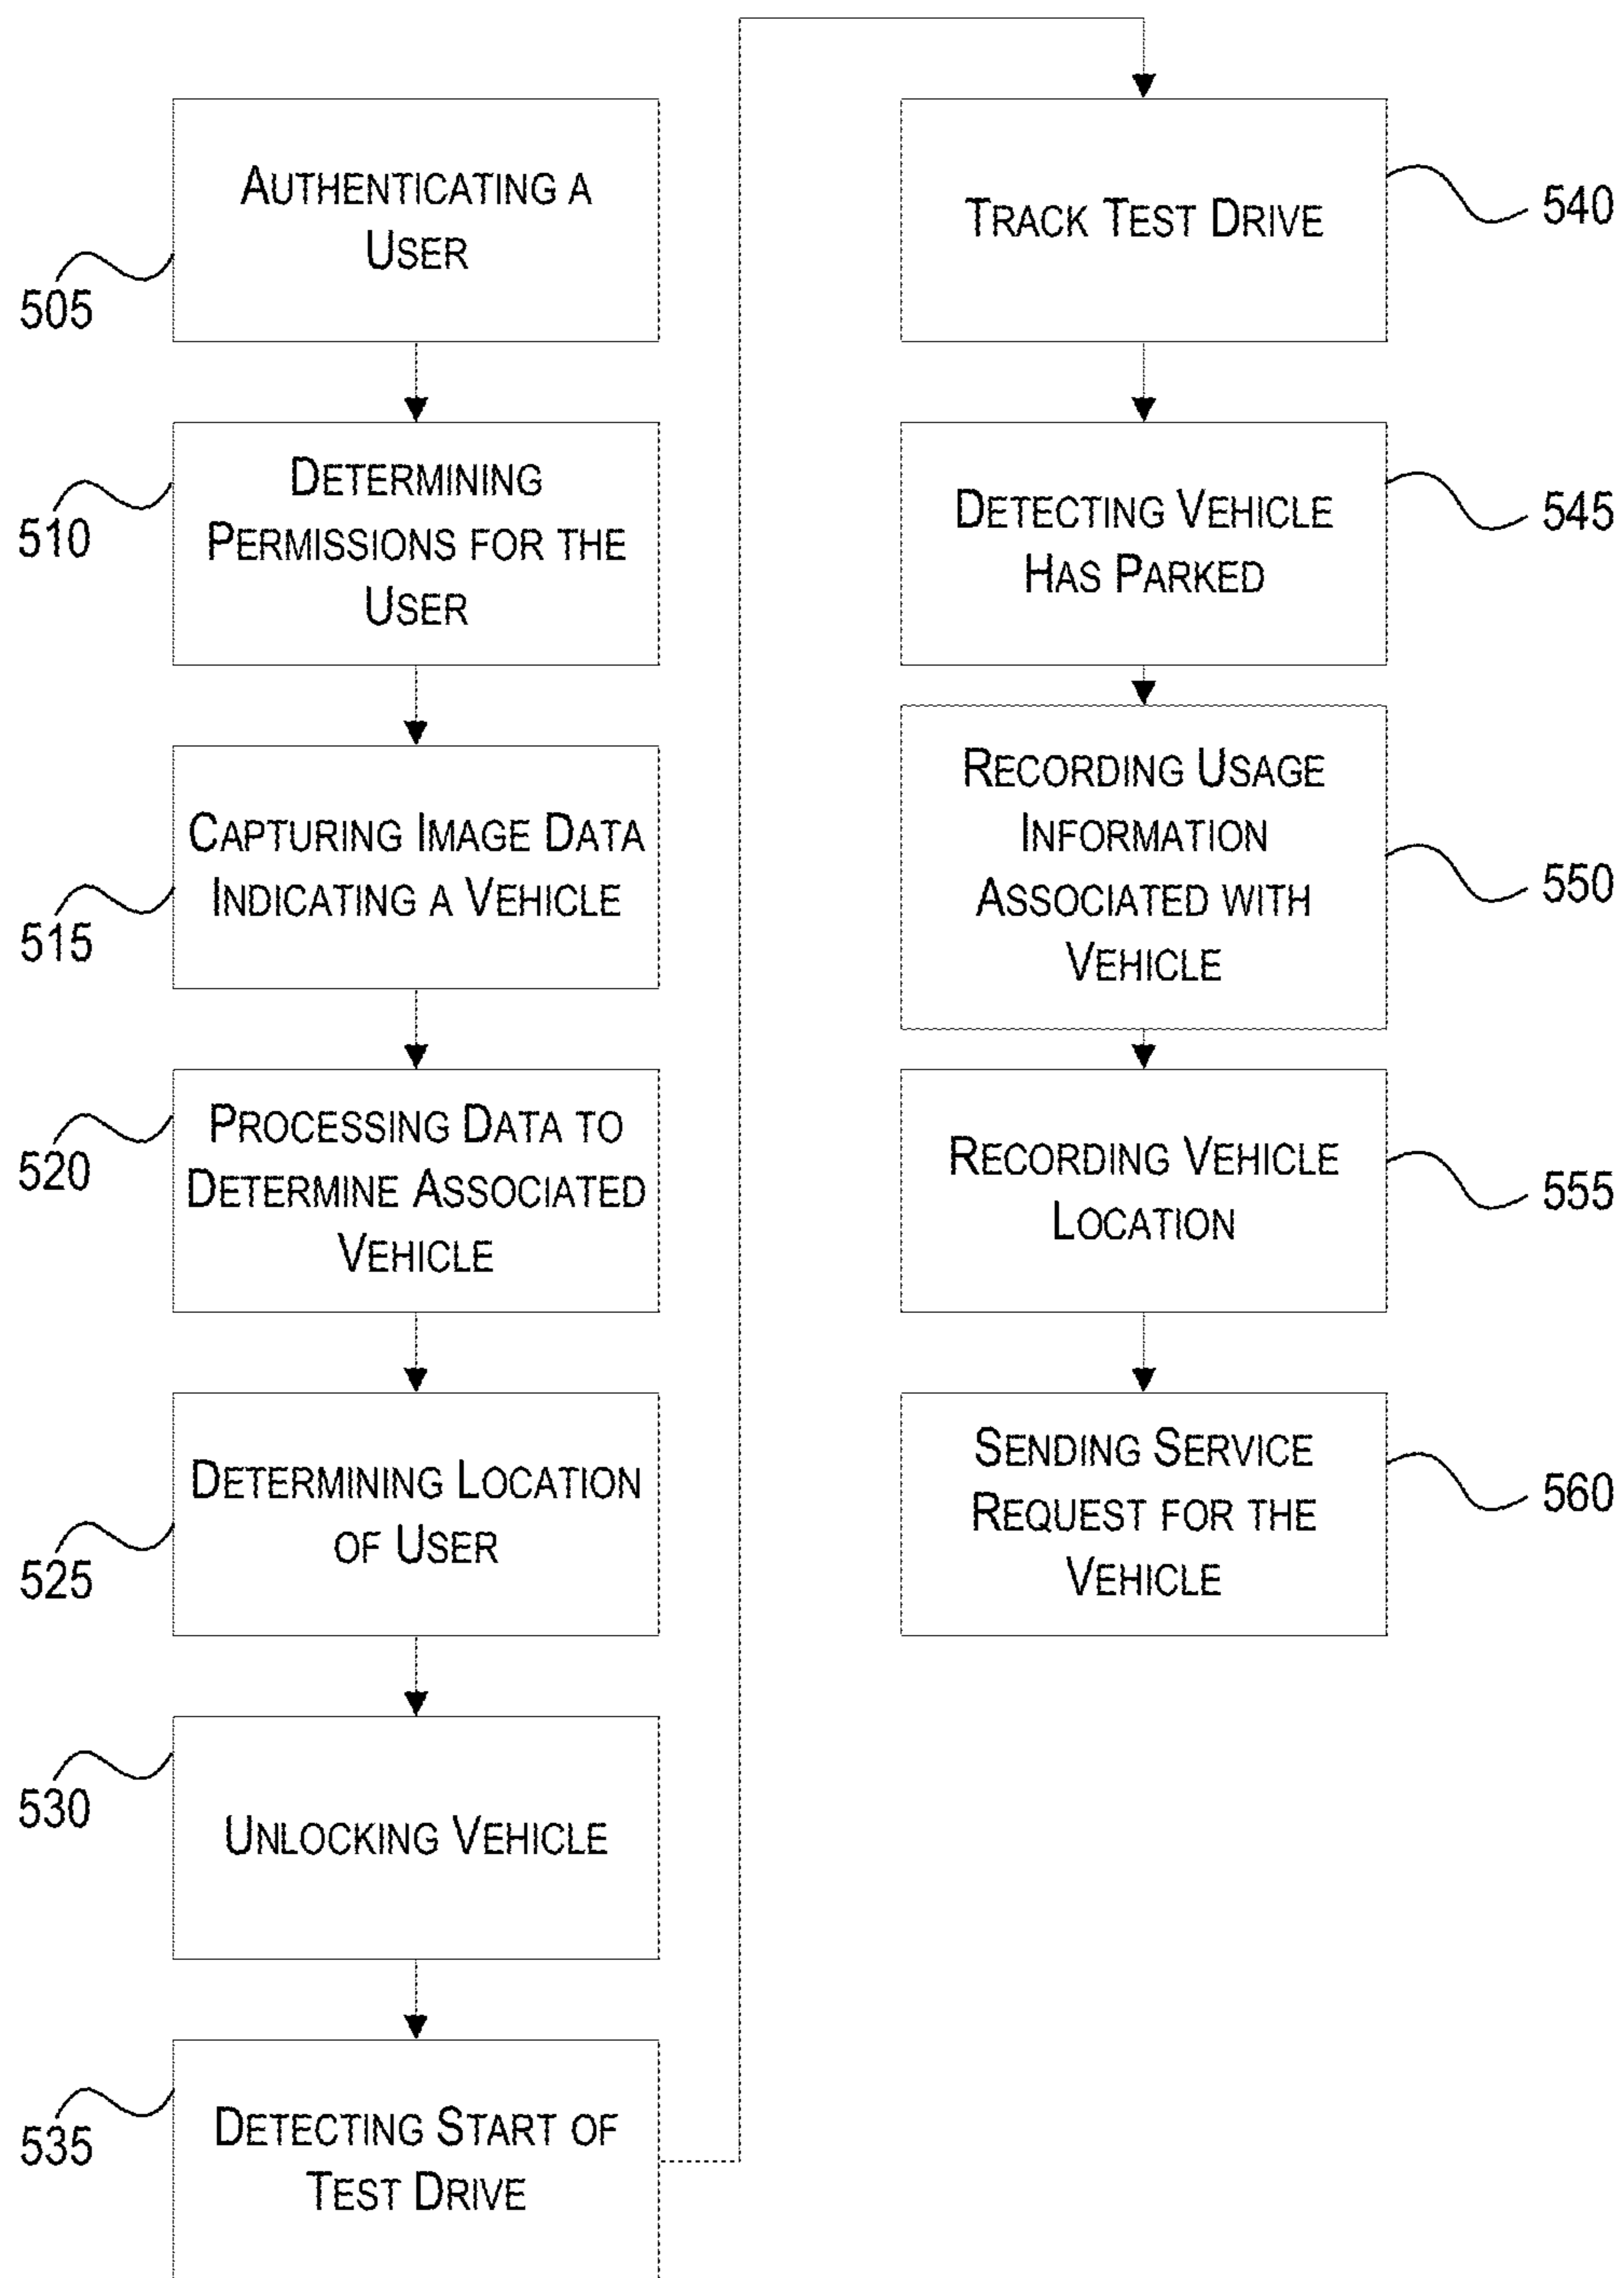 AUTHENTICATING A
USER
505
DETERMINING
PERMISSIONS FOR THE
USER
510
CAPTURING IMAGE DATA
INDICATING A VEHICLE
515
PROCESSING DATA TO
DETERMINE ASSOCIATED
VEHICLE
520
DETERMINING LOCATION
OF USER
525
UNLOCKING VEHICLE
530
DETECTING START OF
TEST DRIVE
535
TRACK TEST DRIVE
540
DETECTING VEHICLE
HAS PARKED
545
RECORDING USAGE
INFORMATION
ASSOCIATED WITH
VEHICLE
550
RECORDING VEHICLE
LOCATION
555
SENDING SERVICE
REQUEST FOR THE
VEHICLE
560